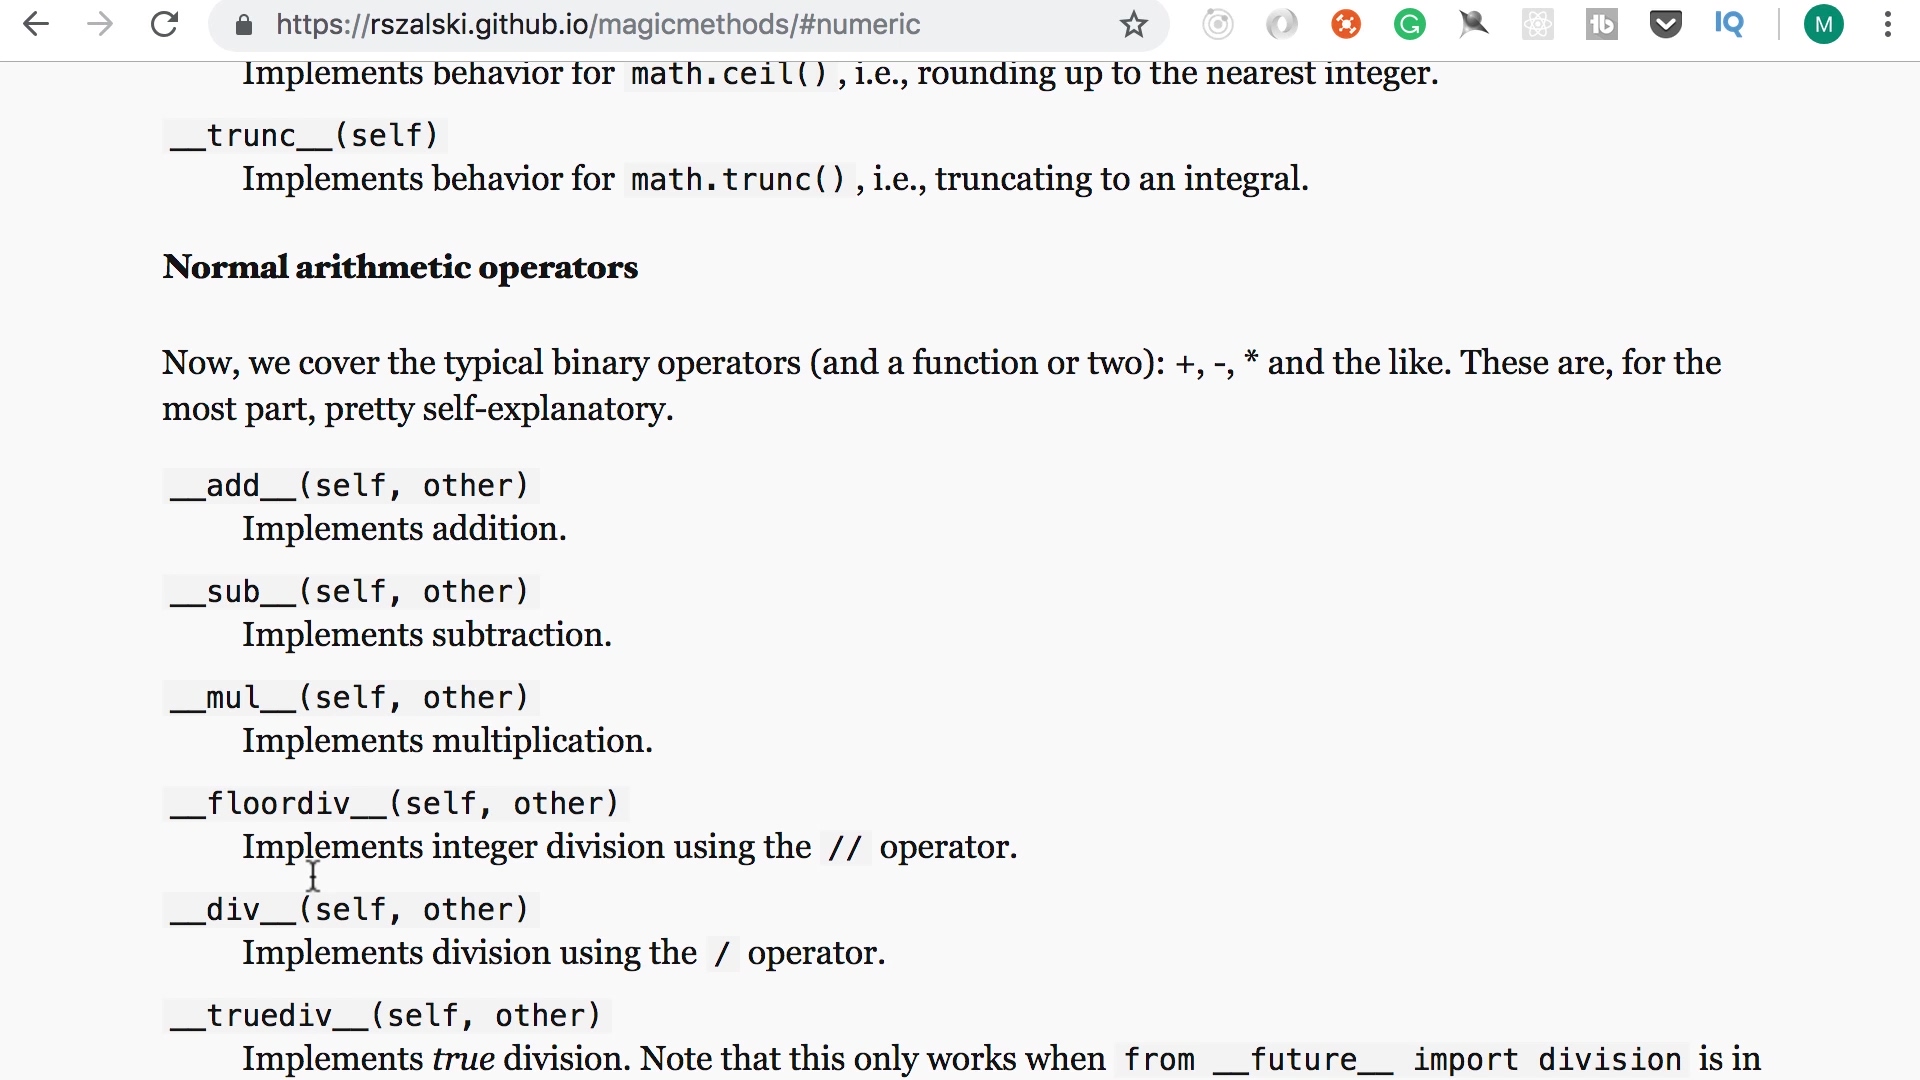 https://rszalski.github.io/magicmethods/#numeric
G
tb
IQ
M
Implements behavior for math.ceil() , i.e., rounding up to the nearest integer.
__trunc__(self)
Implements behavior for math.trunc() , i.e., truncating to an integral.
Normal arithmetic operators
Now, we cover the typical binary operators (and a function or two): +, -, * and the like. These are, for the
most part, pretty self-explanatory.
__add__(self, other)
Implements addition.
__sub__(self, other)
Implements subtraction.
__mul__(self, other)
Implements multiplication.
__floordiv__(self, other)
Implements integer division using the // operator.
__div__(self, other)
Implements division using the / operator.
__truediv__(self, other)
Implements true division. Note that this only works when from __future__ import division is in